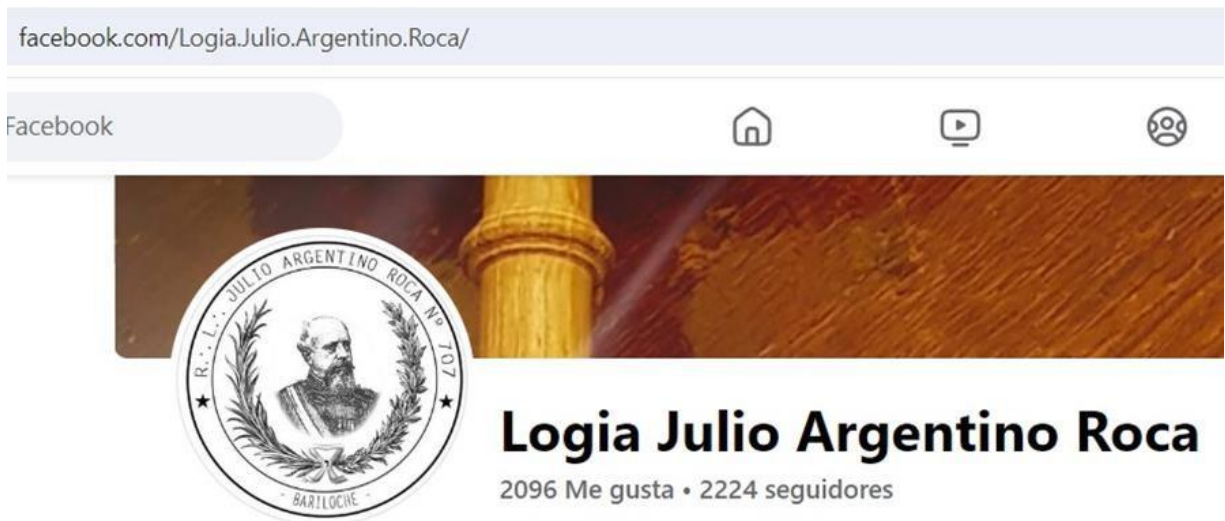 facebook.com/Logia.Julio.Argentino.Roca/
Facebook
R.·. L.·. JULIO ARGENTINO ROCA Nº 707
- BARILOCHE -
Logia Julio Argentino Roca
2096 Me gusta • 2224 seguidores